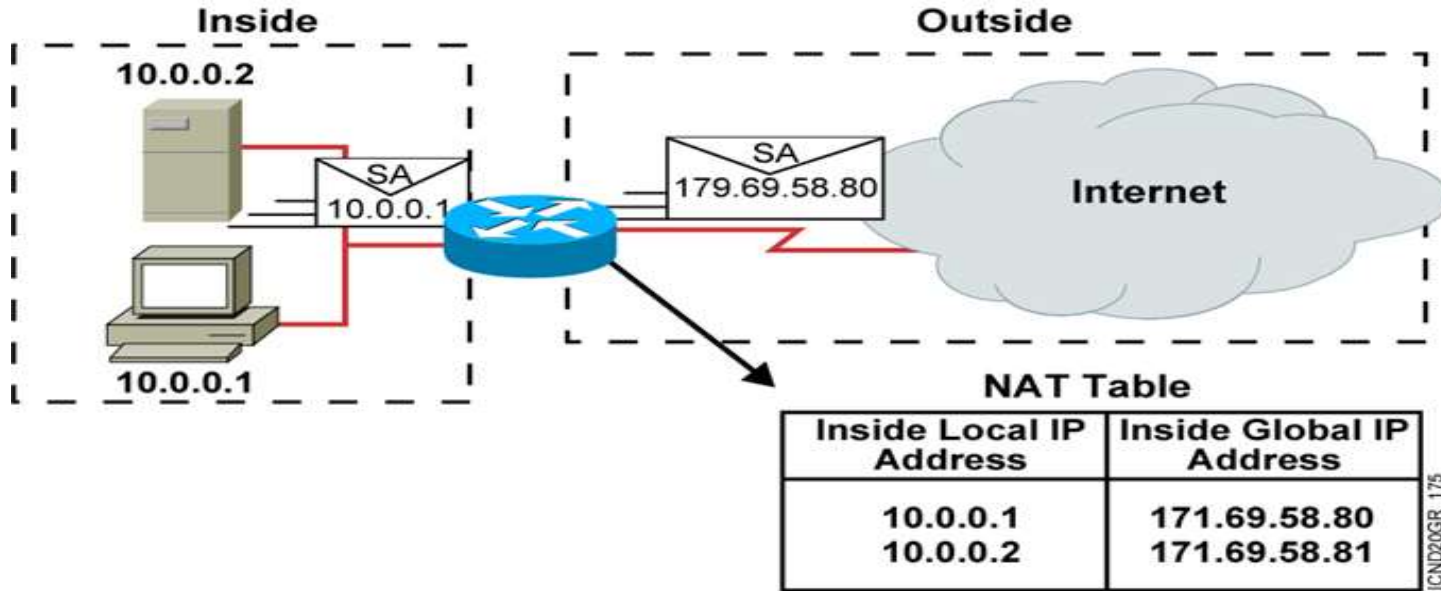 Inside
Outside
10.0.0.2
SA
10.0.0.1
SA
179.69.58.80
Internet
10.0.0.1
NAT Table
Inside Local IP Address
Inside Global IP Address
10.0.0.1
171.69.58.80
10.0.0.2
171.69.58.81
ICND20GR_175